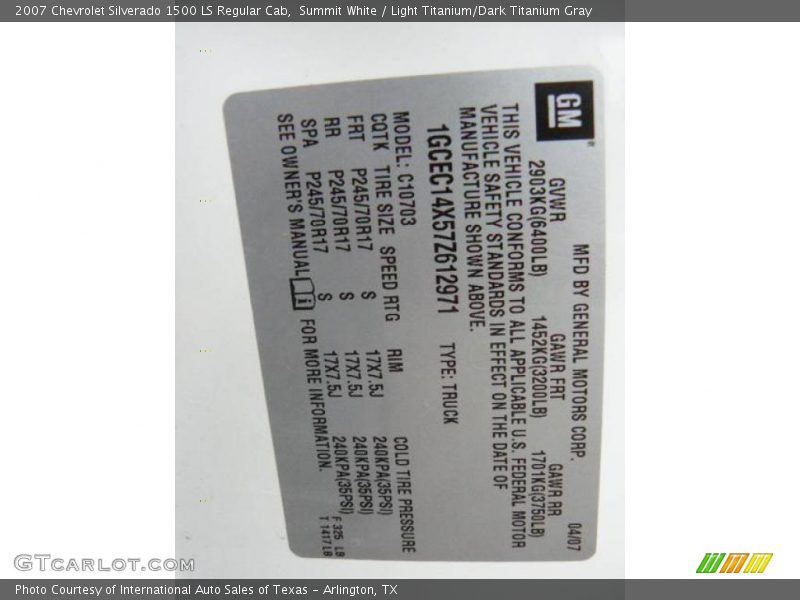 2007 Chevrolet Silverado 1500 LS Regular Cab,  Summit White / Light Titanium/Dark Titanium Gray
GM
MFD BY GENERAL MOTORS CORP. 04/07
GVWR GAWR FRT GAWR RR
2903KG(6400LB) 1452KG(3200LB) 1701KG(3750LB)
THIS VEHICLE CONFORMS TO ALL APPLICABLE U.S. FEDERAL MOTOR
VEHICLE SAFETY STANDARDS IN EFFECT ON THE DATE OF
MANUFACTURE SHOWN ABOVE.
1GCEC14X57Z612971 TYPE: TRUCK
MODEL: C10703
CQTK TIRE SIZE SPEED RTG RIM COLD TIRE PRESSURE
FRT P245/70R17 S 17X7.5J 240KPA(35PSI)
RR P245/70R17 S 17X7.5J 240KPA(35PSI)
SPA P245/70R17 S 17X7.5J 240KPA(35PSI)
SEE OWNER'S MANUAL i FOR MORE INFORMATION.
F 325 LB
T 1417 LB
GTCarLot.com
Photo Courtesy of International Auto Sales of Texas - Arlington, TX